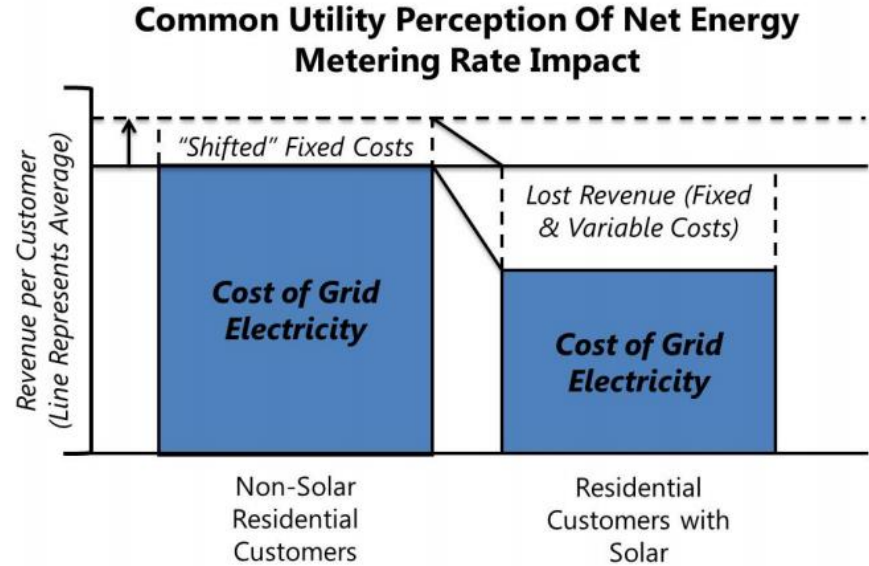 Common Utility Perception Of Net Energy
Metering Rate Impact
Revenue per Customer
(Line Represents Average)
“Shifted” Fixed Costs
Lost Revenue (Fixed
& Variable Costs)
Cost of Grid
Electricity
Cost of Grid
Electricity
Non-Solar
Residential
Customers
Residential
Customers with
Solar